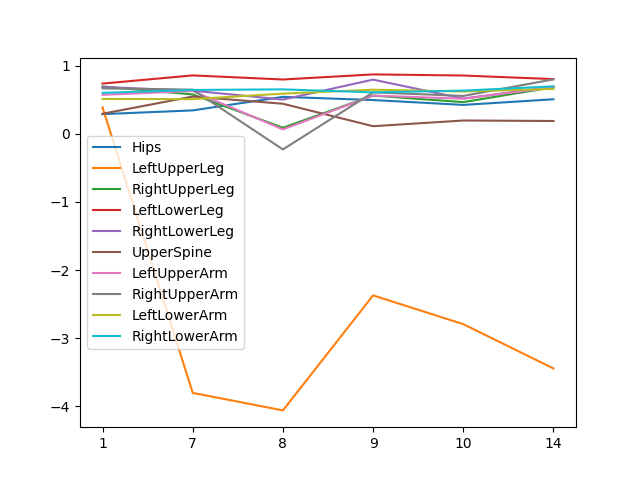 1
0
−1
−2
−3
−4
Hips
LeftUpperLeg
RightUpperLeg
LeftLowerLeg
RightLowerLeg
UpperSpine
LeftUpperArm
RightUpperArm
LeftLowerArm
RightLowerArm
1 7 8 9 10 14